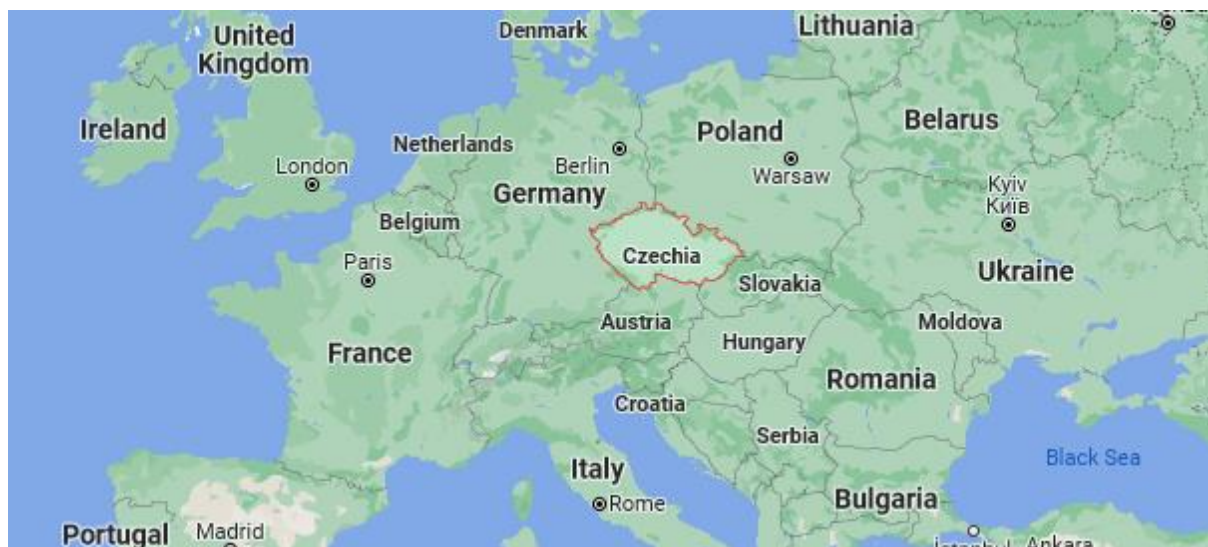 Denmark
Lithuania
United
Kingdom
Ireland
Netherlands
Poland
Belarus
London
Berlin
Warsaw
Germany
Kyiv
Київ
Belgium
Paris
Czechia
Ukraine
Slovakia
Austria
Moldova
France
Hungary
Romania
Croatia
Serbia
Italy
Black Sea
Rome
Bulgaria
Portugal
Madrid
Ankara